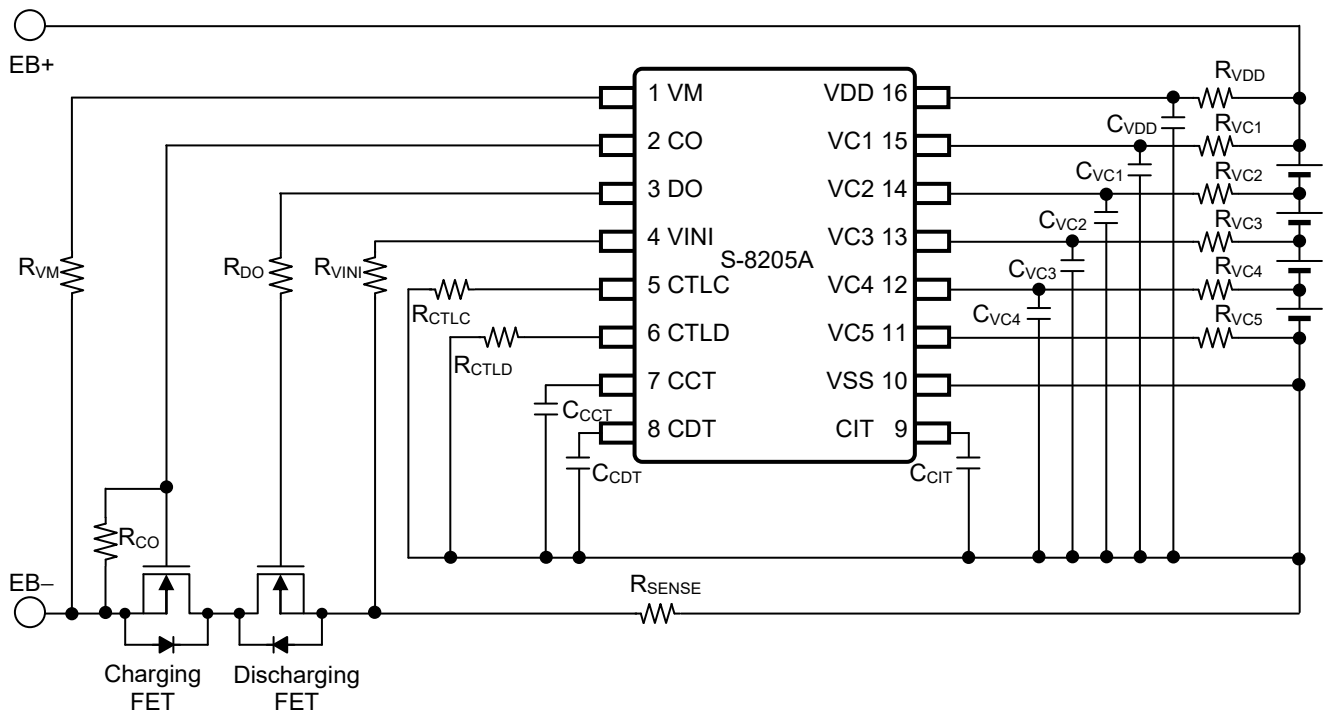 EB+
1 VM
2 CO
3 DO
4 VINI
5 CTLC
6 CTLD
7 CCT
8 CDT
S-8205A
VDD 16
VC1 15
VC2 14
VC3 13
VC4 12
VC5 11
VSS 10
CIT 9
RVDD
RVC1
RVC2
RVC3
RVC4
RVC5
CVDD
CVC1
CVC2
CVC3
CVC4
RVM
RDO
RVINI
RCTLC
RCTLD
CCCT
CCDT
CCIT
RCO
EB−
RSENSE
Charging
FET
Discharging
FET